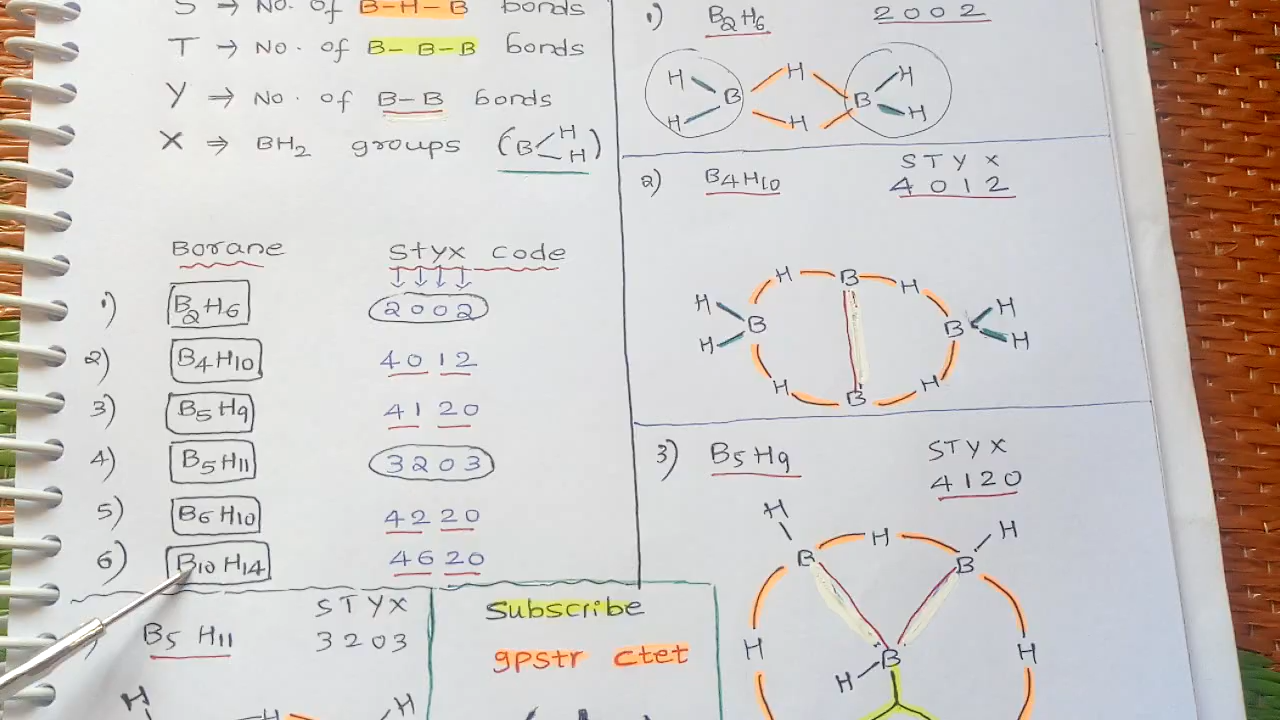 S → No. of B-H-B bonds
T → No. of B-B-B bonds
Y ⇒ No. of B-B bonds
X ⇒ BH₂ groups (B H H)
Borane Styx code
1) B₂H₆ 2002
2) B₄H₁₀ 4012
3) B₅H₉ 4120
4) B₅H₁₁ 3203
5) B₆H₁₀ 4220
6) B₁₀H₁₄ 4620
STYX
B₅H₁₁ 3203
H H H
Subscribe
gpstr ctet
1) B₂H₆ 2002
H H H
B B
H H H
2) B₄H₁₀ STYX
4012
H B H
H H
B B
H H
H B H
3) B₅H₉ STYX
4120
H H H
B B
H B H
H